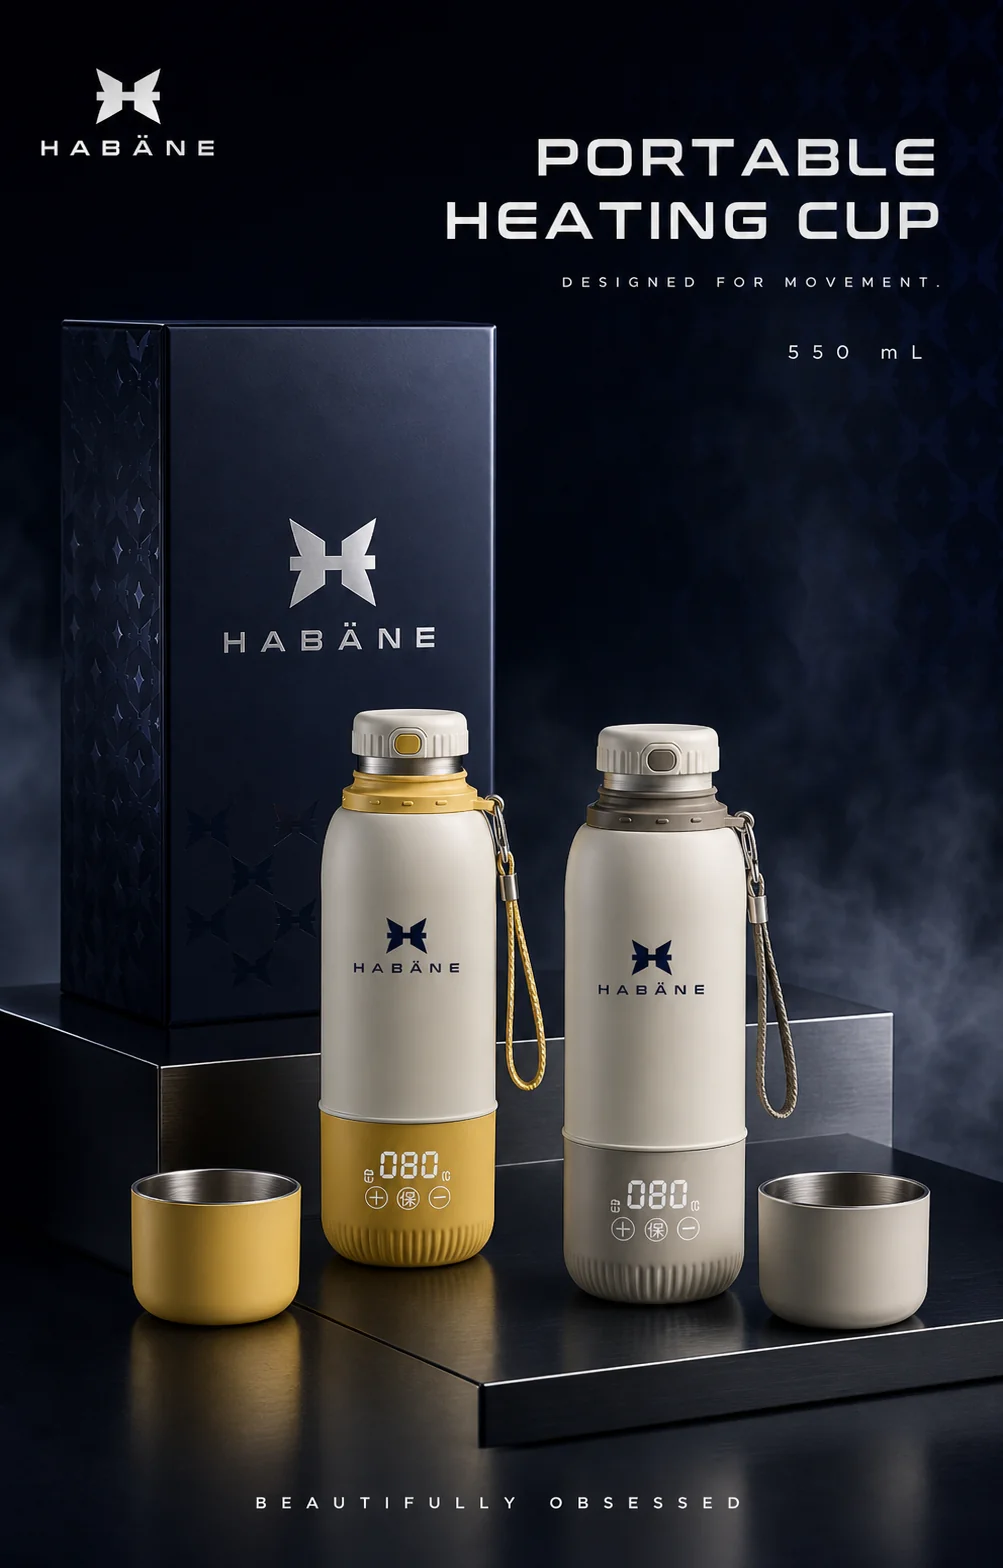 HABÄNE
PORTABLE
HEATING CUP
DESIGNED FOR MOVEMENT.
550 mL
HABÄNE
HABÄNE
HABÄNE
080
保
080
保
BEAUTIFULLY OBSESSED